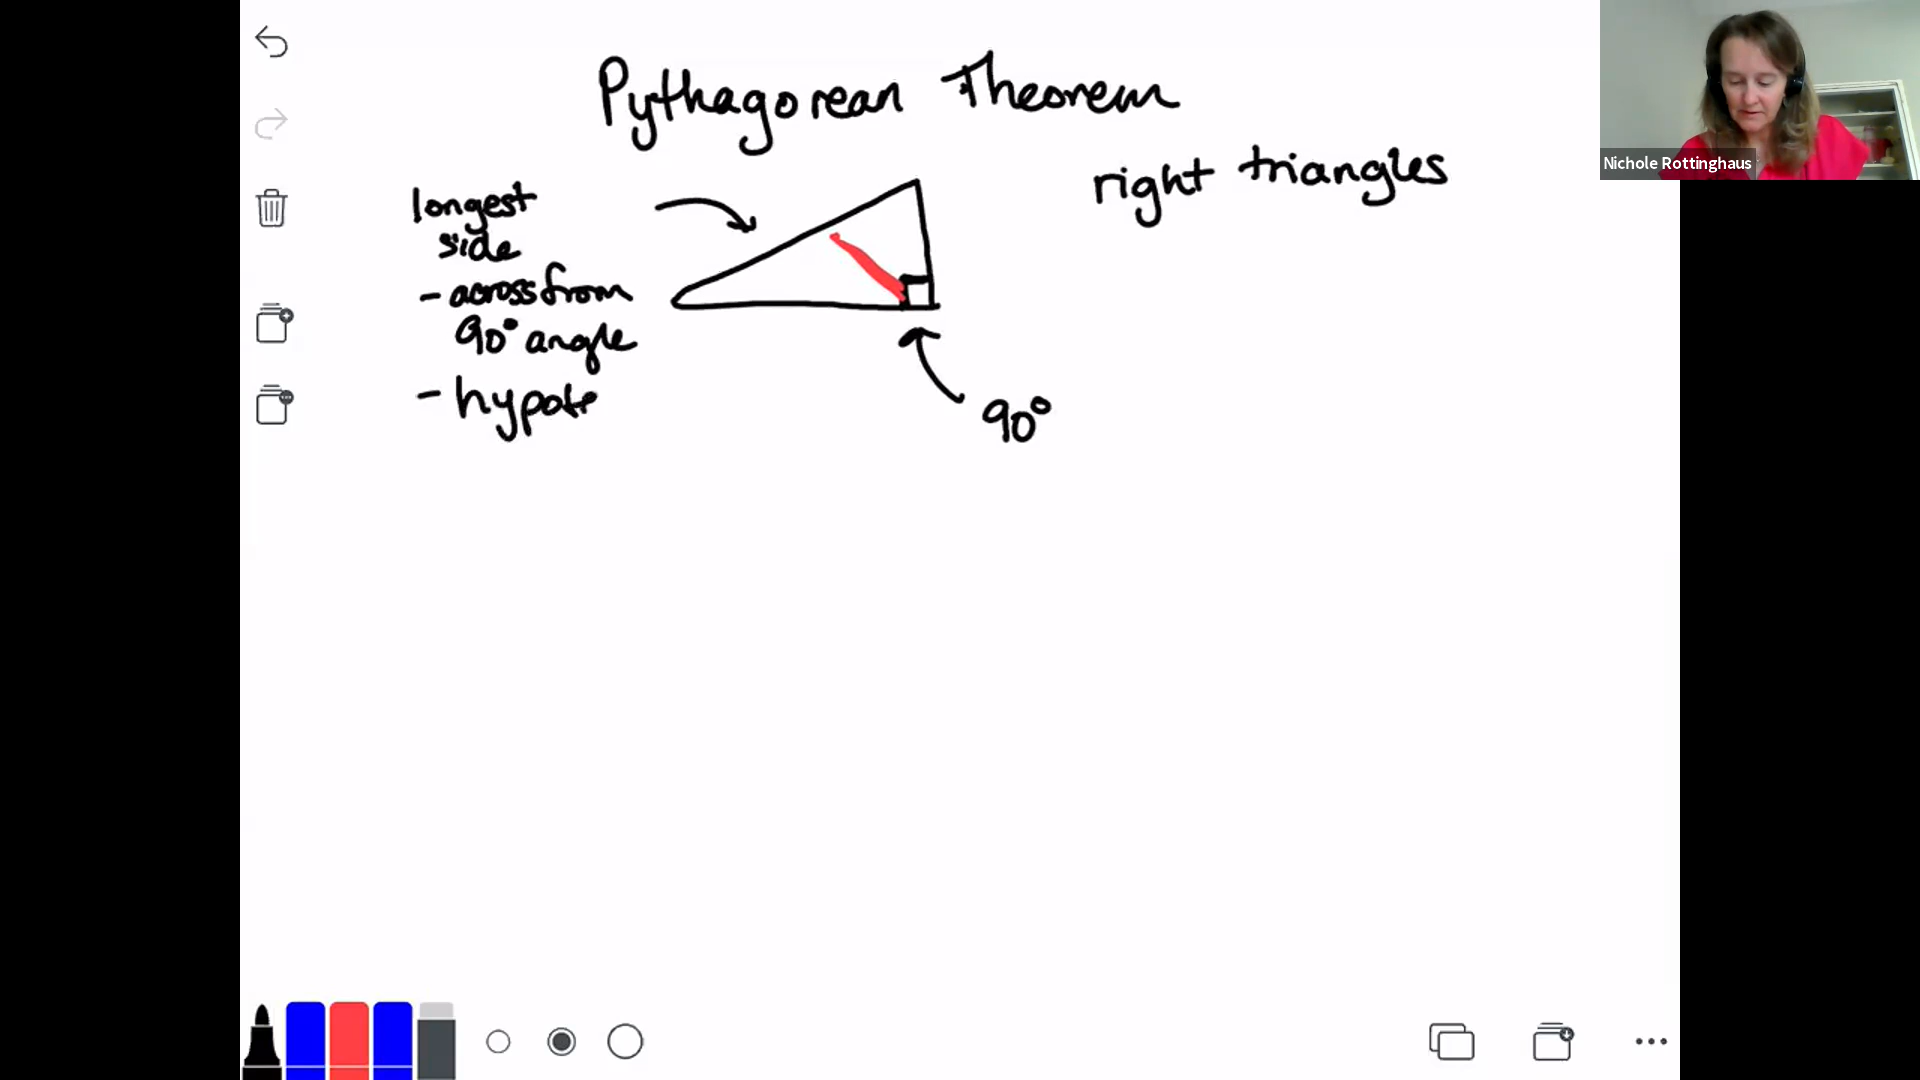 Pythagorean Theorem
Nichole Rottinghaus
right triangles
longest
side
- across from
90° angle
- hypote
90°